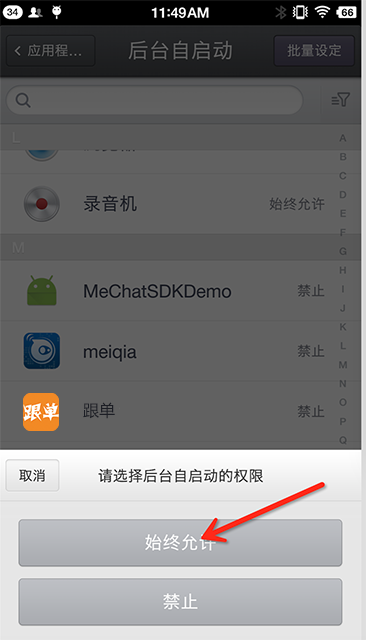 34 11:49AM 66
应用程... 后台自启动 批量设定
L
录音机 始终允许
M
MeChatSDKDemo 禁止
meiqia 禁止
跟单 跟单 禁止
A
B
C
D
E
F
G
H
I
J
K
L
M
N
O
P
Q
取消 请选择后台自启动的权限
始终允许
禁止